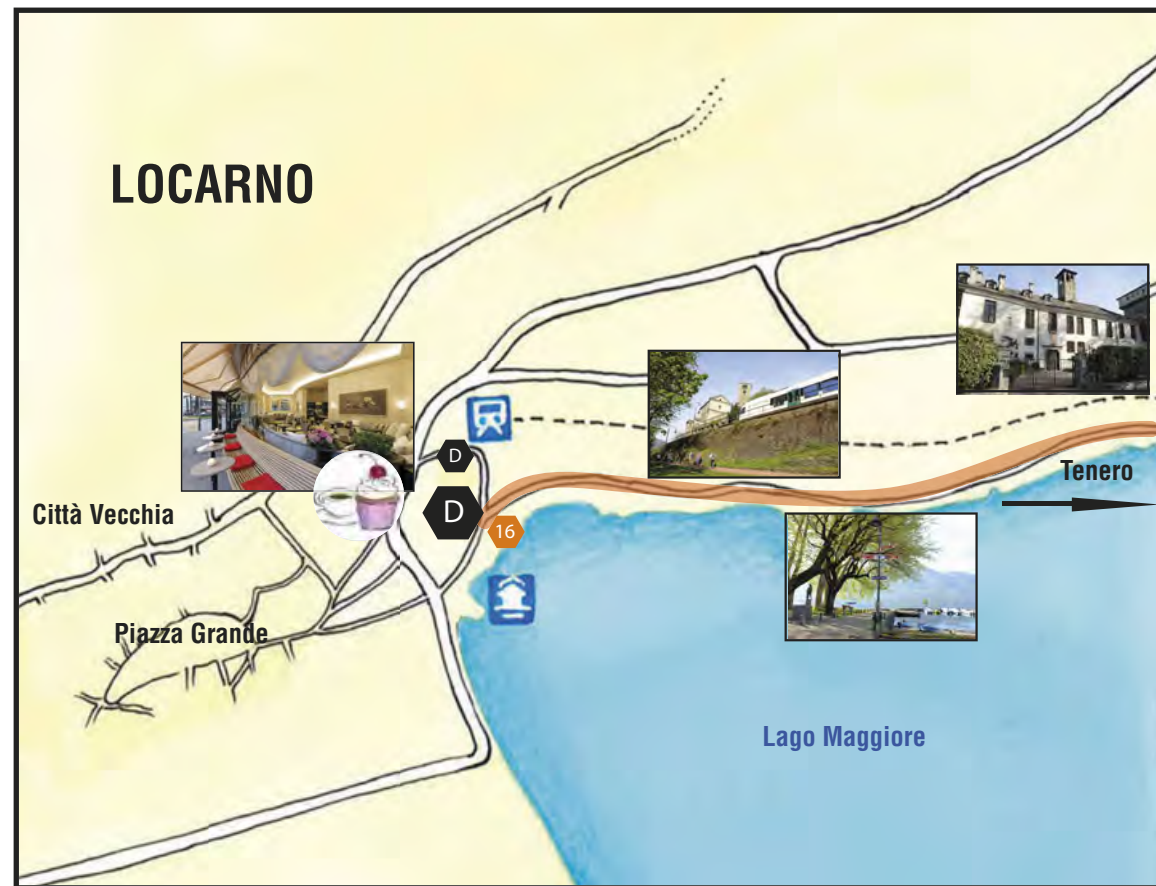 LOCARNO
D
D
16
Tenero
Città Vecchia
Piazza Grande
Lago Maggiore